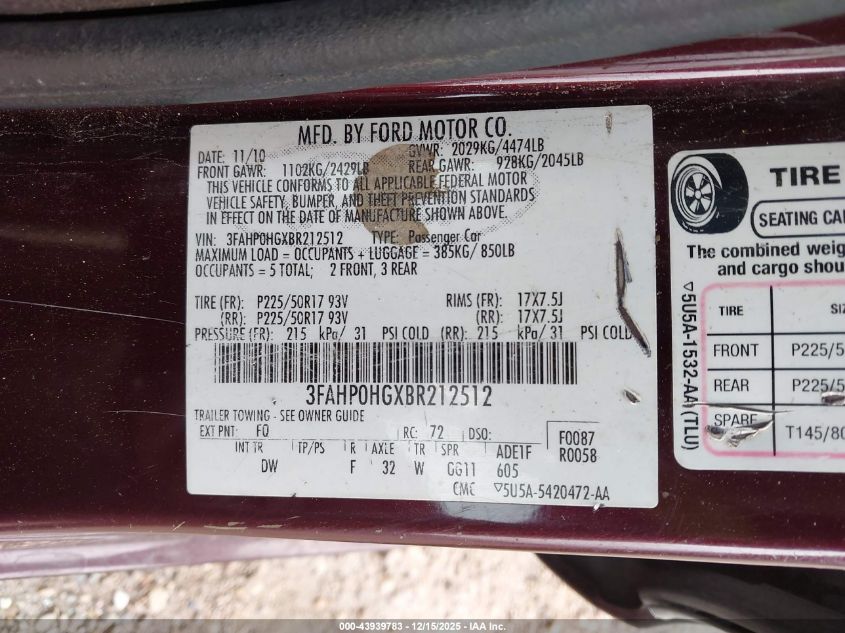 MFD. BY FORD MOTOR CO.
DATE: 11/10 GVWR: 2029KG/4474LB
FRONT GAWR: 1102KG/2429LB REAR GAWR: 928KG/2045LB
THIS VEHICLE CONFORMS TO ALL APPLICABLE FEDERAL MOTOR
VEHICLE SAFETY, BUMPER, AND THEFT PREVENTION STANDARDS
IN EFFECT ON THE DATE OF MANUFACTURE SHOWN ABOVE.
VIN: 3FAHP0HGXBR212512 TYPE: Passenger Car
MAXIMUM LOAD = OCCUPANTS + LUGGAGE = 385KG/ 850LB
OCCUPANTS = 5 TOTAL; 2 FRONT, 3 REAR
TIRE (FR): P225/50R17 93V RIMS (FR): 17X7.5J
(RR): P225/50R17 93V (RR): 17X7.5J
PRESSURE (FR): 215 kPa/ 31 PSI COLD (RR): 215 kPa/ 31 PSI COLD
3FAHP0HGXBR212512
TRAILER TOWING - SEE OWNER GUIDE
EXT PNT: FQ RC: 72 DSO: F0087
R0058
INT TR TP/PS R AXLE TR SPR ADE1F
DW F 32 W GG11 605
CMC ▽5U5A-5420472-AA
TIRE
SEATING CA
The combined weig
and cargo shou
TIRE SI
FRONT P225/5
REAR P225/5
SPARE T145/80
▽5U5A-1532-AA (TLU)
000-43939783 - 12/15/2025 - IAA Inc.